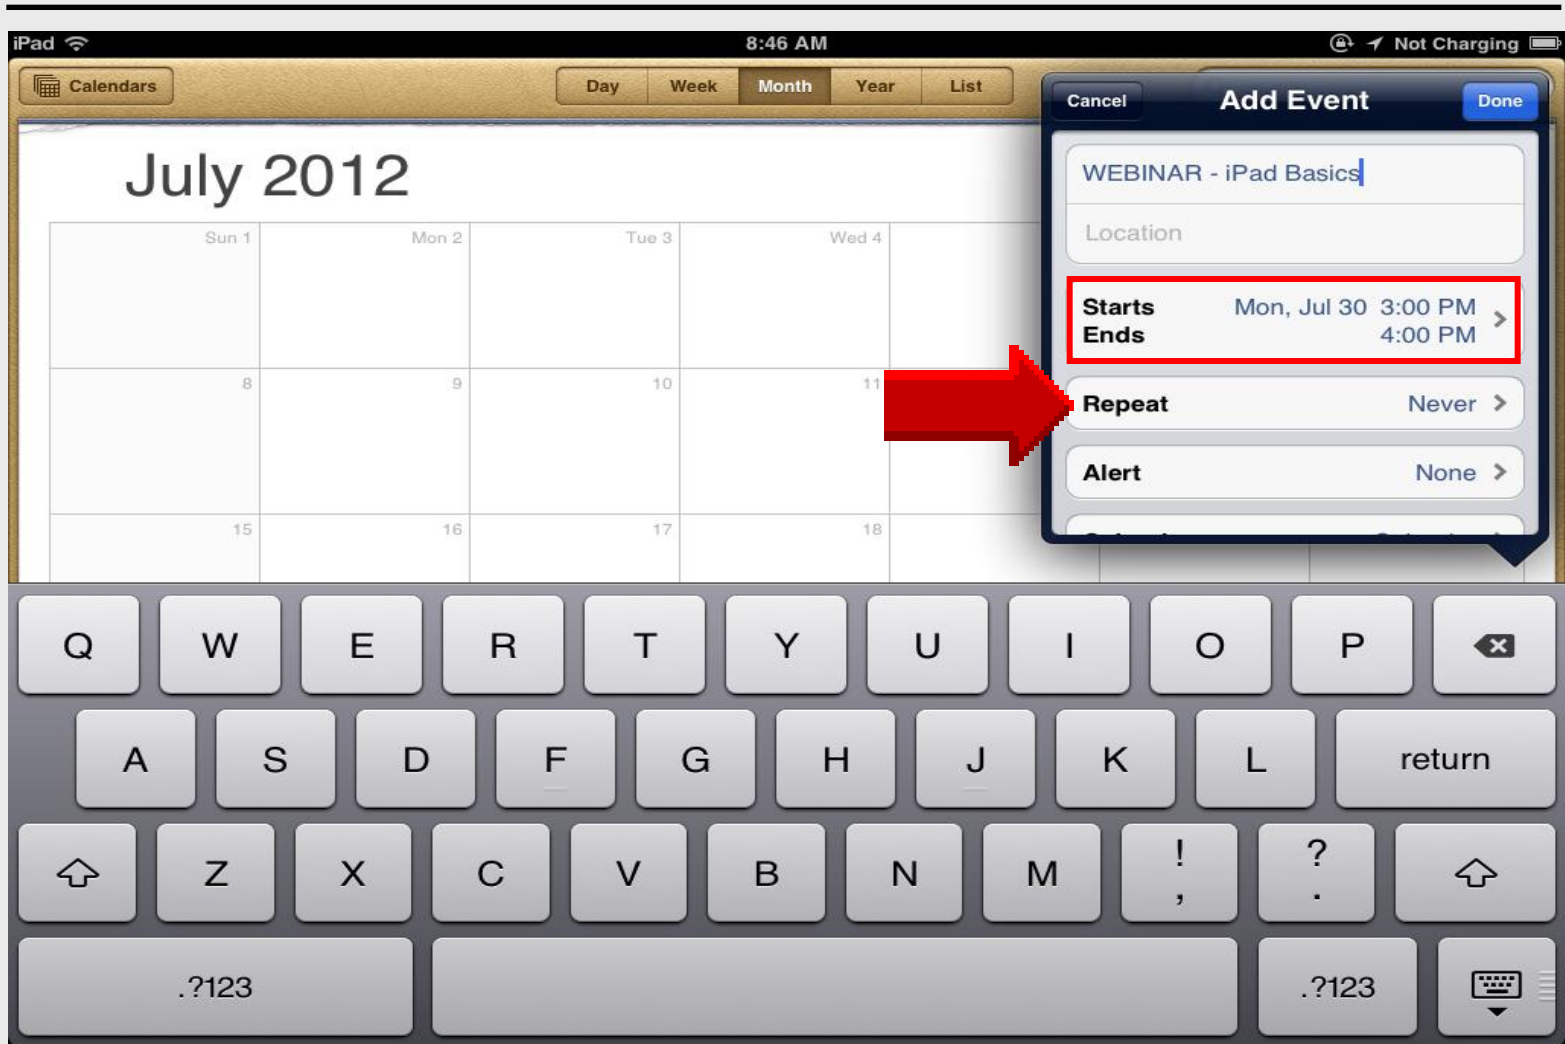 iPad 8:46 AM Not Charging
Calendars Day Week Month Year List
Cancel Add Event Done
July 2012
WEBINAR - iPad Basics
Location
Sun 1 Mon 2 Tue 3 Wed 4
Starts Mon, Jul 30 3:00 PM
Ends 4:00 PM
8 9 10 11
Repeat Never
Alert None
15 16 17 18
Q W E R T Y U I O P
A S D F G H J K L return
Z X C V B N M ! , ? .
.?123 .?123